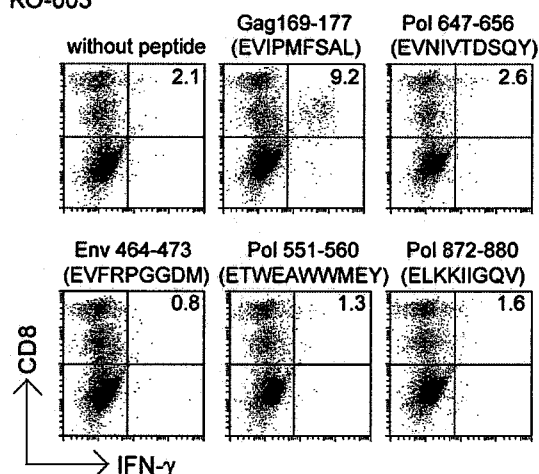 KO-003
without peptide
Gag169-177
(EVIPMFSAL)
Pol 647-656
(EVNIVTDSQY)
2.1
9.2
2.6
Env 464-473
(EVFRPGGDM)
Pol 551-560
(ETWEAWWMEY)
Pol 872-880
(ELKKIIGQV)
0.8
1.3
1.6
CD8
IFN-γ